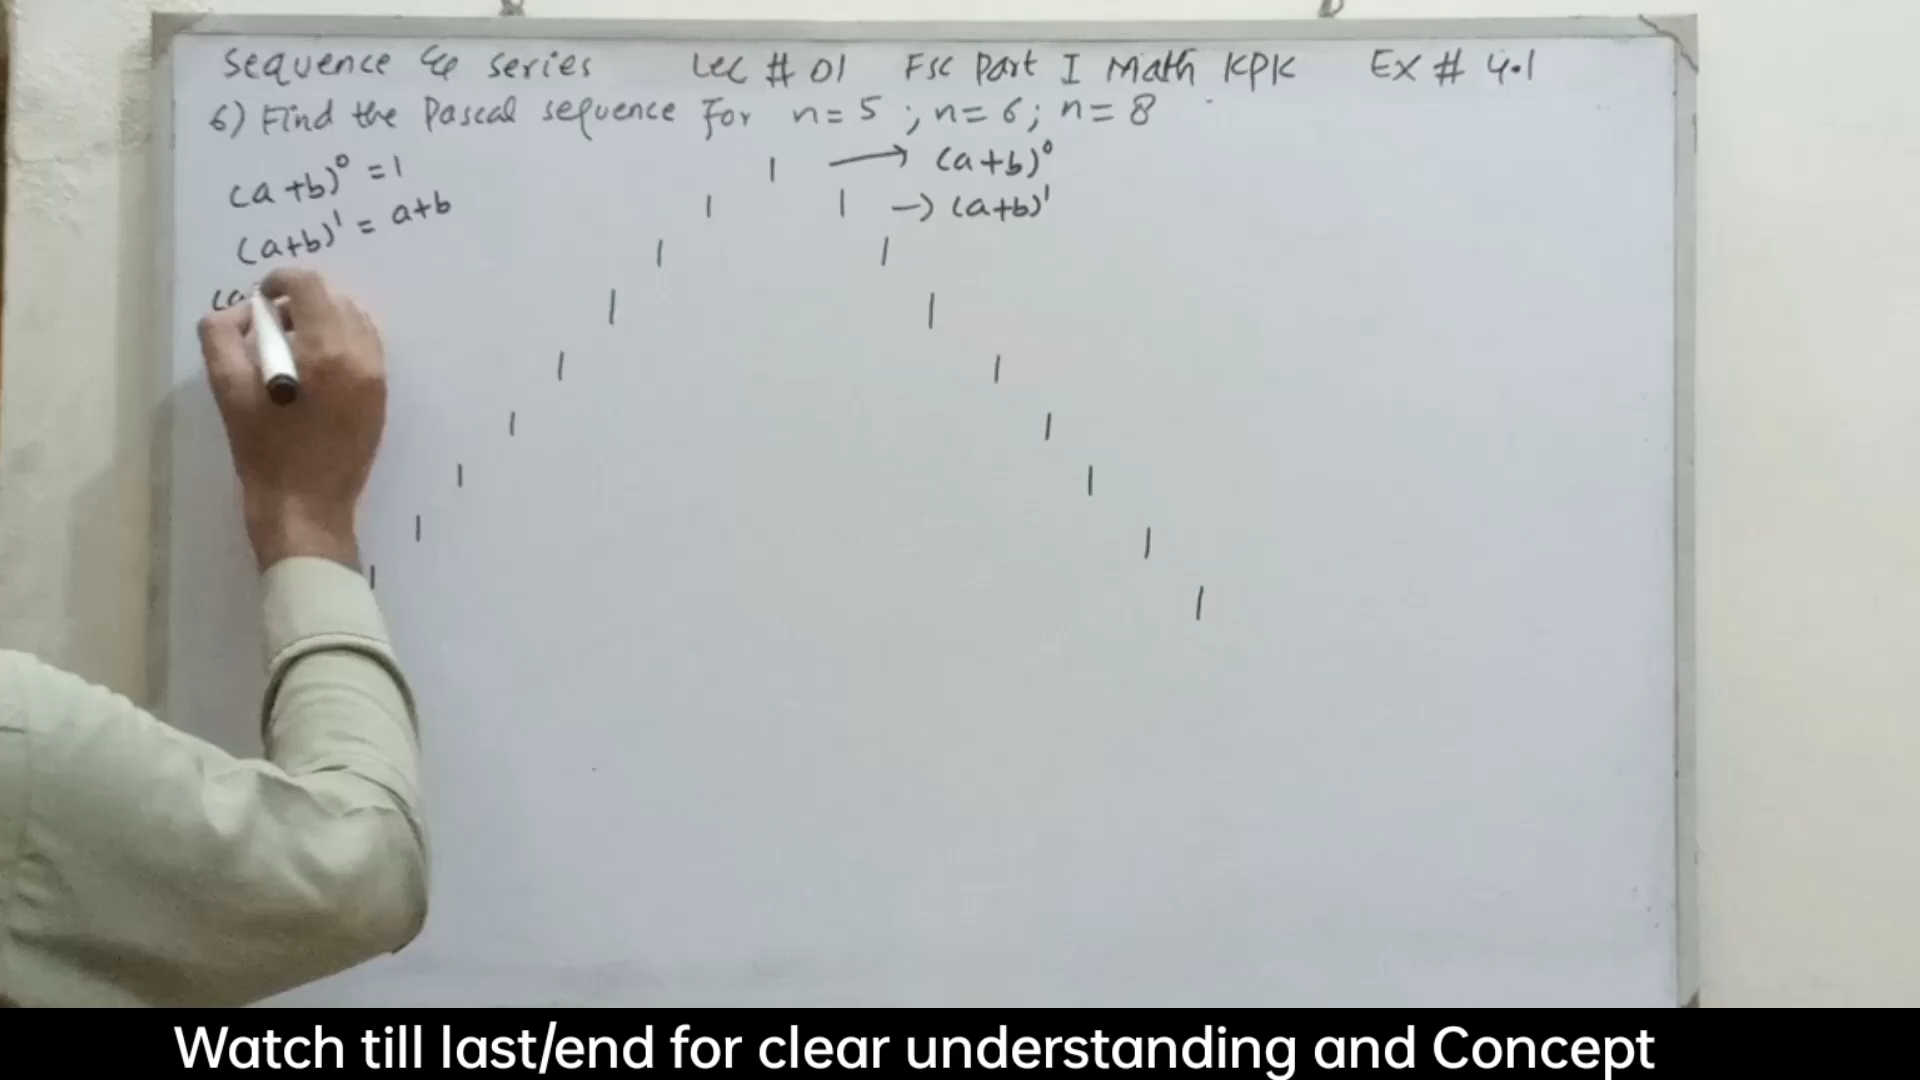 Sequence & series Lec # 01 Fsc Part I Math KPK Ex # 4.1
6) Find the Pascal sequence For n=5 ; n=6; n=8
(a+b)⁰ =1
(a+b)¹ = a+b
(a
1 → (a+b)⁰
1 1 → (a+b)¹
1 1
1 1
1 1
1 1
1 1
1 1
1 1
Watch till last/end for clear understanding and Concept